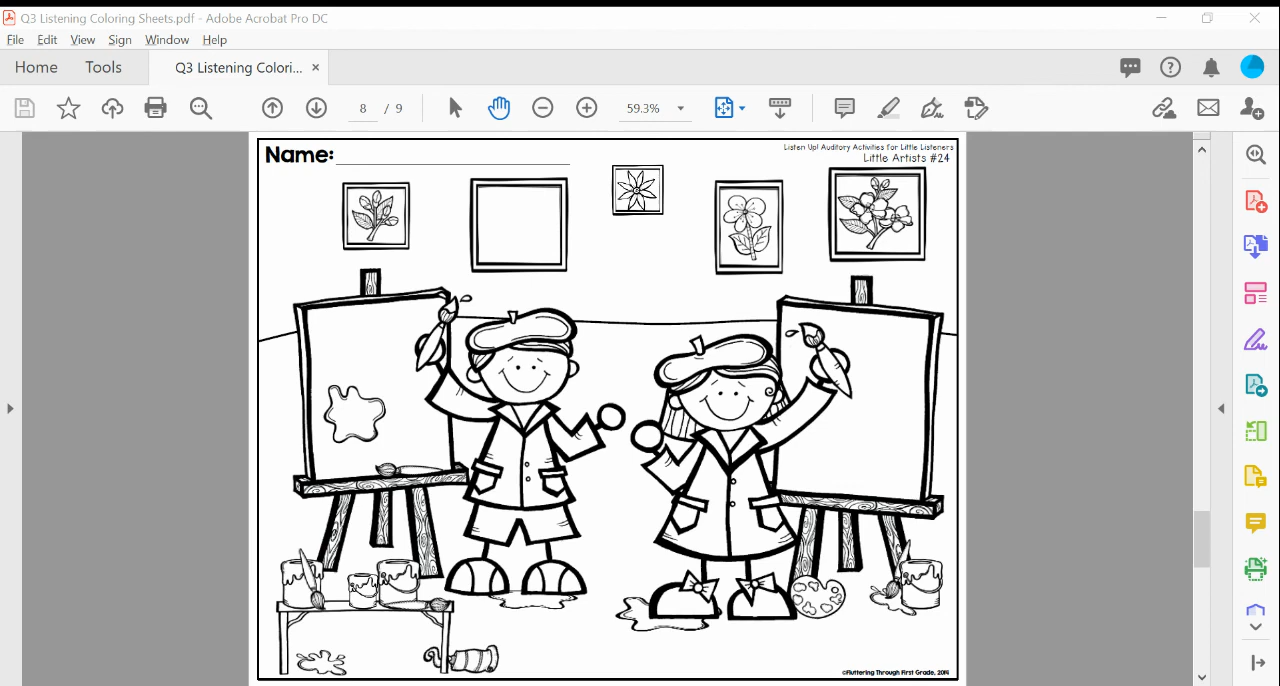 Q3 Listening Coloring Sheets.pdf - Adobe Acrobat Pro DC
File Edit View Sign Window Help
Home Tools Q3 Listening Colori... ×
8 / 9 59.3%
Name:
Listen Up! Auditory Activities for Little Listeners
Little Artists #24
©Fluttering Through First Grade, 2014